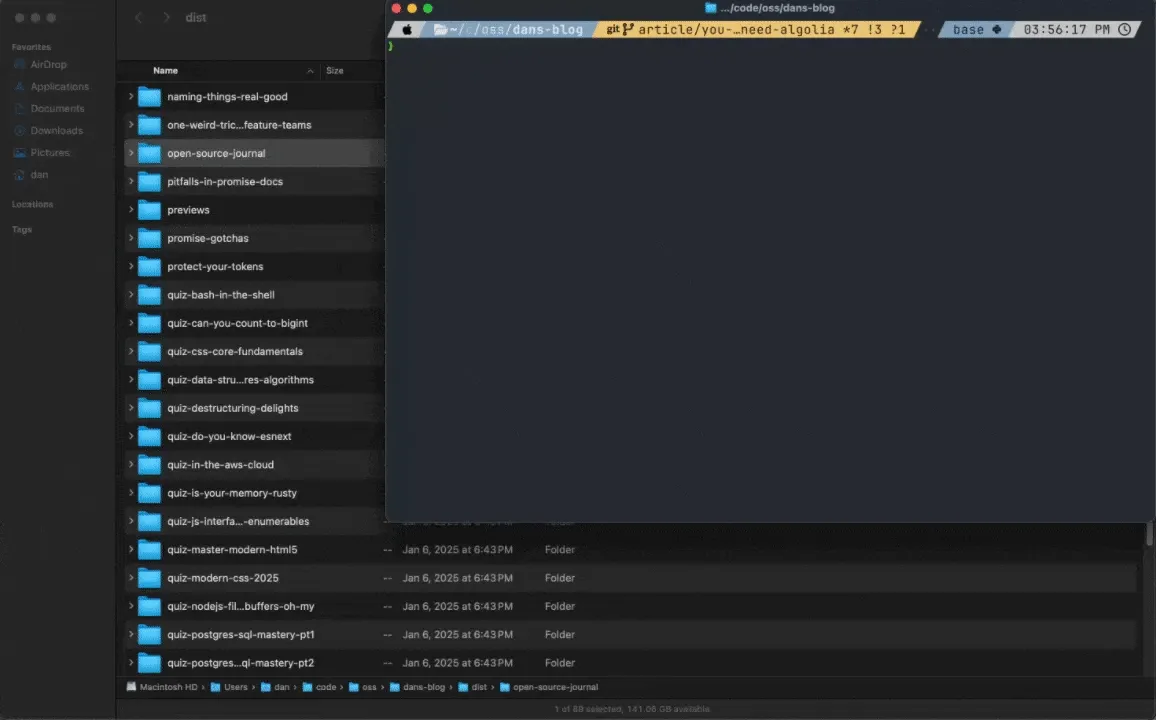 dist
Favorites
AirDrop
Applications
Documents
Downloads
Pictures
dan
Locations
Tags
Name Size
naming-things-real-good
one-weird-tric...feature-teams
open-source-journal
pitfalls-in-promise-docs
previews
promise-gotchas
protect-your-tokens
quiz-bash-in-the-shell
quiz-can-you-count-to-bigint
quiz-css-core-fundamentals
quiz-data-stru...res-algorithms
quiz-destructuring-delights
quiz-do-you-know-esnext
quiz-in-the-aws-cloud
quiz-is-your-memory-rusty
quiz-js-interfa...-enumerables
quiz-master-modern-html5 -- Jan 6, 2025 at 6:43 PM Folder
quiz-modern-css-2025 -- Jan 6, 2025 at 6:43 PM Folder
quiz-nodejs-fil...buffers-oh-my -- Jan 6, 2025 at 6:43 PM Folder
quiz-postgres-sql-mastery-pt1 -- Jan 6, 2025 at 6:43 PM Folder
quiz-postgres...ql-mastery-pt2 -- Jan 6, 2025 at 6:43 PM Folder
Macintosh HD › Users › dan › code › oss › dans-blog › dist › open-source-journal
1 of 89 selected, 141.06 GB available
.../code/oss/dans-blog
~/c/oss/dans-blog git article/you-…need-algolia *7 !3 ?1 base 03:56:17 PM